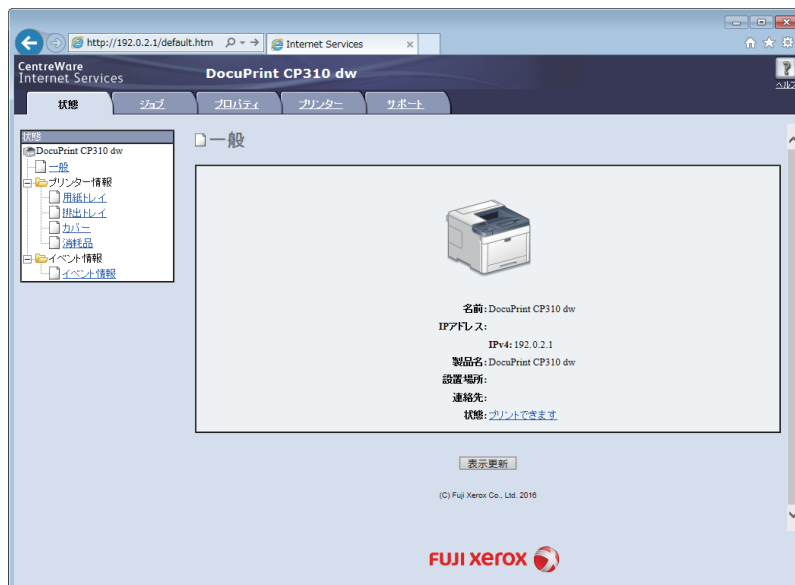 http://192.0.2.1/default.htm
Internet Services
CentreWare
Internet Services
DocuPrint CP310 dw
ヘルプ
状態
ジョブ
プロパティ
プリンター
サポート
状態
DocuPrint CP310 dw
一般
プリンター情報
用紙トレイ
排出トレイ
カバー
消耗品
イベント情報
イベント情報
一般
名前: DocuPrint CP310 dw
IPアドレス:
IPv4: 192.0.2.1
製品名: DocuPrint CP310 dw
設置場所:
連絡先:
状態: プリントできます
表示更新
(C) Fuji Xerox Co., Ltd. 2016
FUJI XEROX